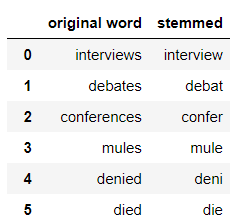 original word stemmed
0 interviews interview
1 debates debat
2 conferences confer
3 mules mule
4 denied deni
5 died die